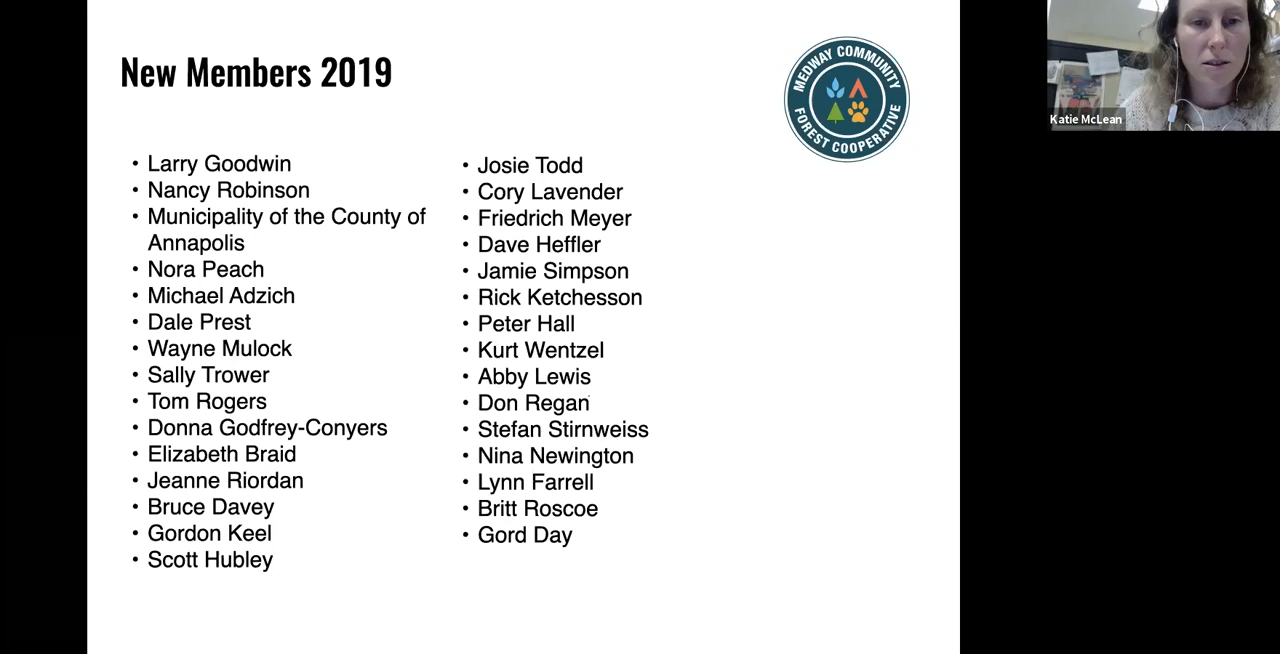 New Members 2019
MEDWAY COMMUNITY
FOREST COOPERATIVE
Katie McLean
• Larry Goodwin
• Nancy Robinson
• Municipality of the County of
Annapolis
• Nora Peach
• Michael Adzich
• Dale Prest
• Wayne Mulock
• Sally Trower
• Tom Rogers
• Donna Godfrey-Conyers
• Elizabeth Braid
• Jeanne Riordan
• Bruce Davey
• Gordon Keel
• Scott Hubley
• Josie Todd
• Cory Lavender
• Friedrich Meyer
• Dave Heffler
• Jamie Simpson
• Rick Ketchesson
• Peter Hall
• Kurt Wentzel
• Abby Lewis
• Don Regan
• Stefan Stirnweiss
• Nina Newington
• Lynn Farrell
• Britt Roscoe
• Gord Day